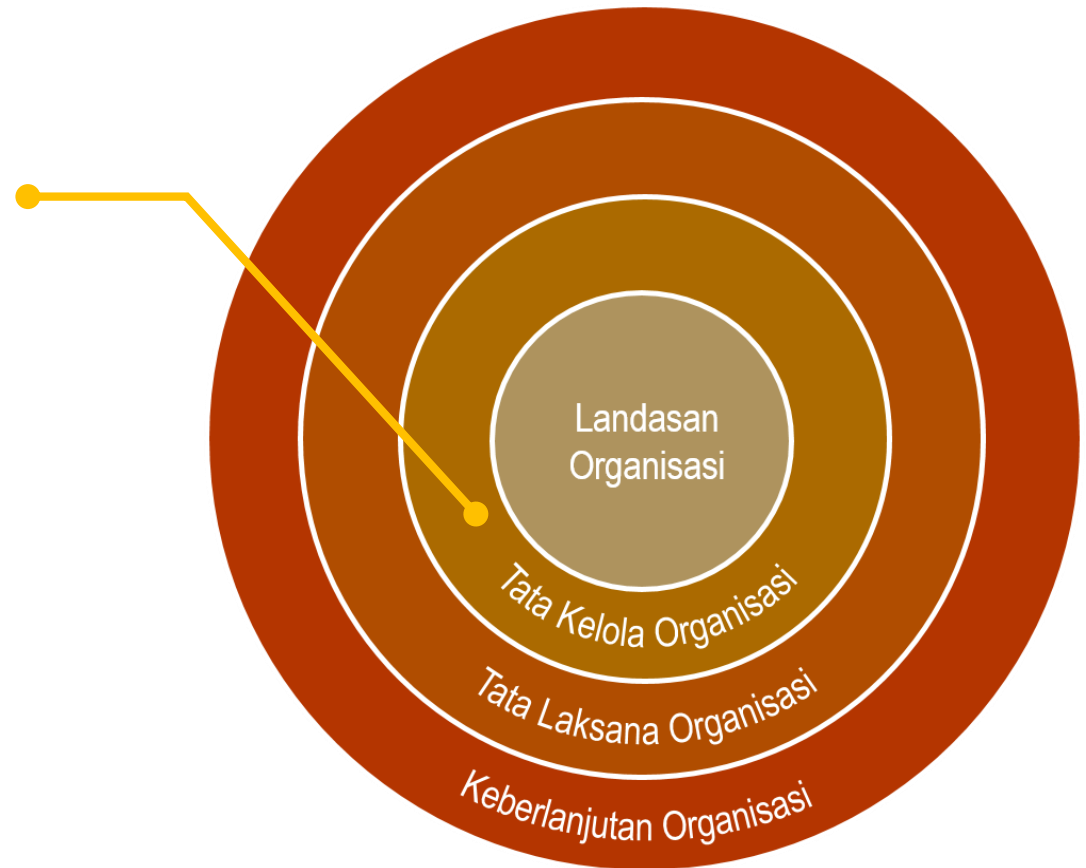 Landasan
Organisasi
Tata Kelola Organisasi
Tata Laksana Organisasi
Keberlanjutan Organisasi